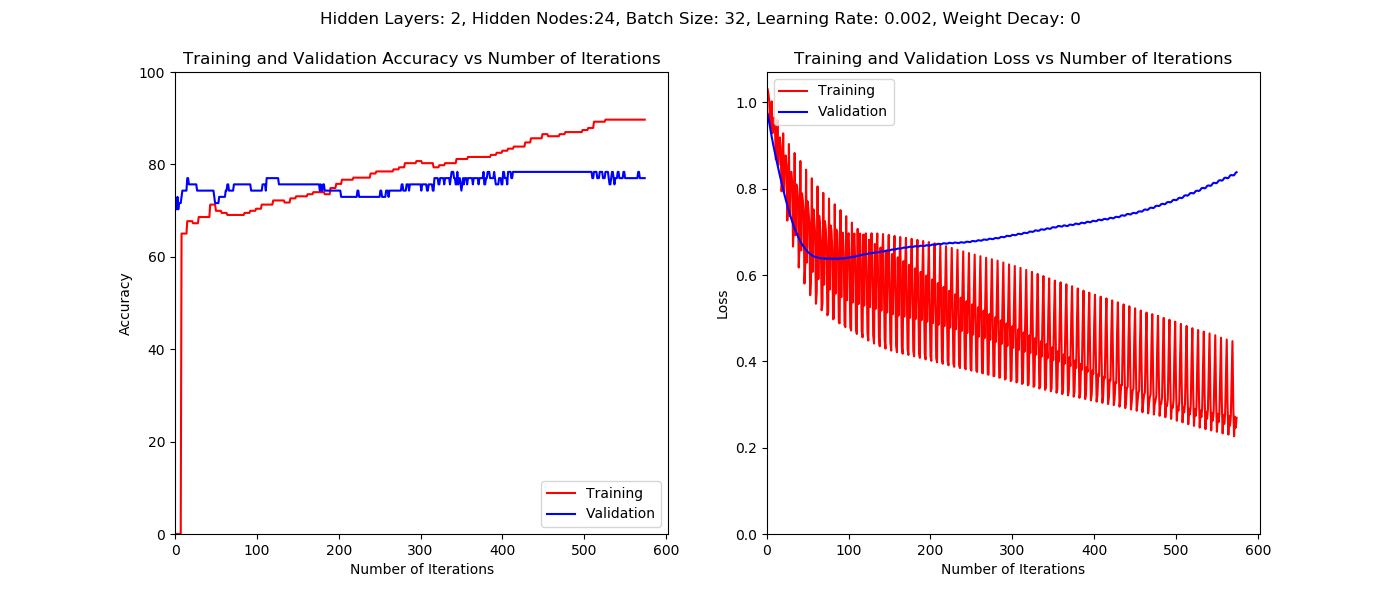 Hidden Layers: 2, Hidden Nodes:24, Batch Size: 32, Learning Rate: 0.002, Weight Decay: 0
Training and Validation Accuracy vs Number of Iterations
100
80
60
40
20
0
Accuracy
0 100 200 300 400 500 600
Number of Iterations
Training
Validation
Training and Validation Loss vs Number of Iterations
Training
Validation
1.0
0.8
0.6
0.4
0.2
0.0
Loss
0 100 200 300 400 500 600
Number of Iterations